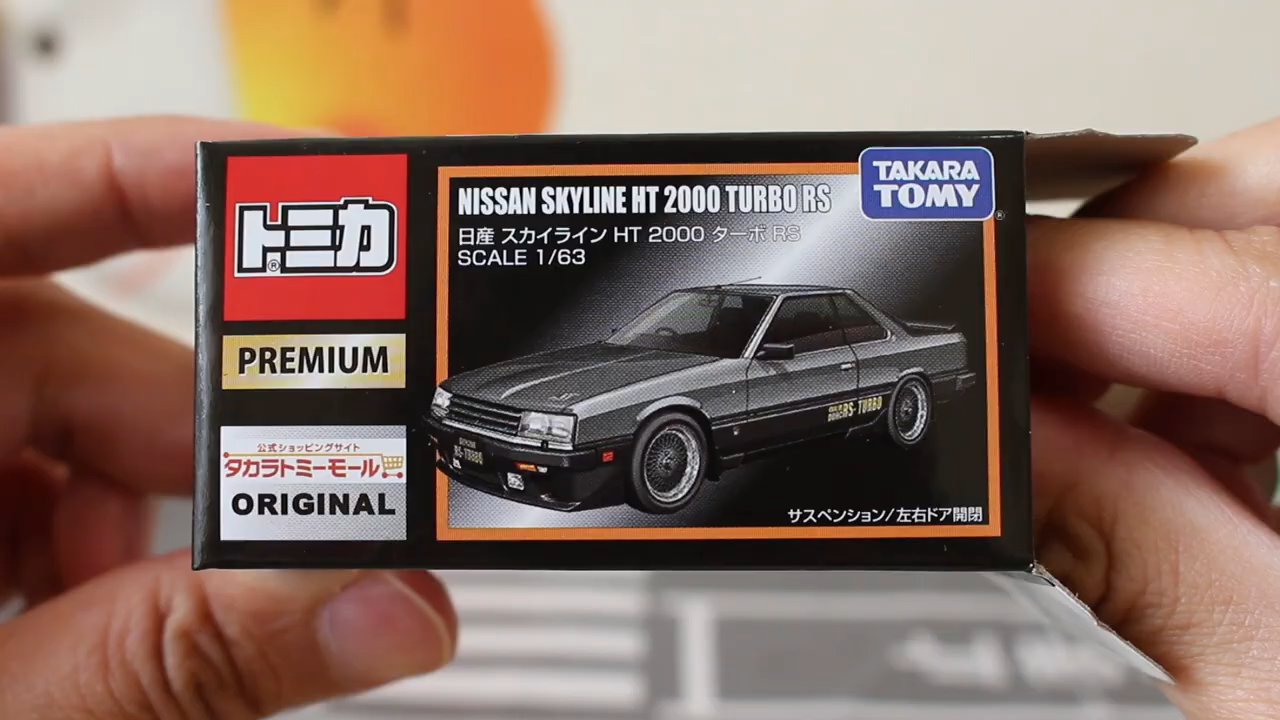 トミカ
PREMIUM
公式ショッピングサイト
タカラトミーモール
ORIGINAL
NISSAN SKYLINE HT 2000 TURBO RS
日産 スカイライン HT 2000 ターボ RS
SCALE 1/63
TAKARA
TOMY
RS-TURBO
RS-TURBO
サスペンション/左右ドア開閉